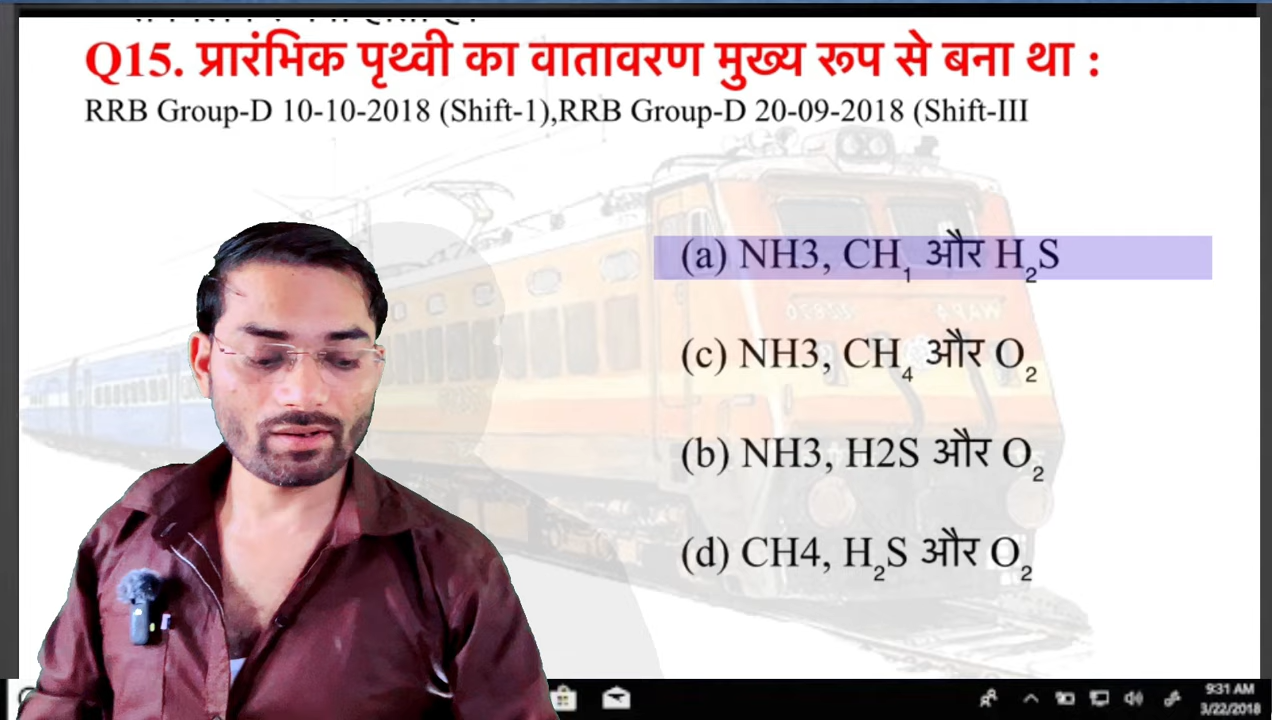 Q15. प्रारंभिक पृथ्वी का वातावरण मुख्य रूप से बना था :
RRB Group-D 10-10-2018 (Shift-1),RRB Group-D 20-09-2018 (Shift-III
(a) NH3, CH₁ और H₂S
(c) NH3, CH₄ और O₂
(b) NH3, H2S और O₂
(d) CH4, H₂S और O₂
9:31 AM
3/22/2018